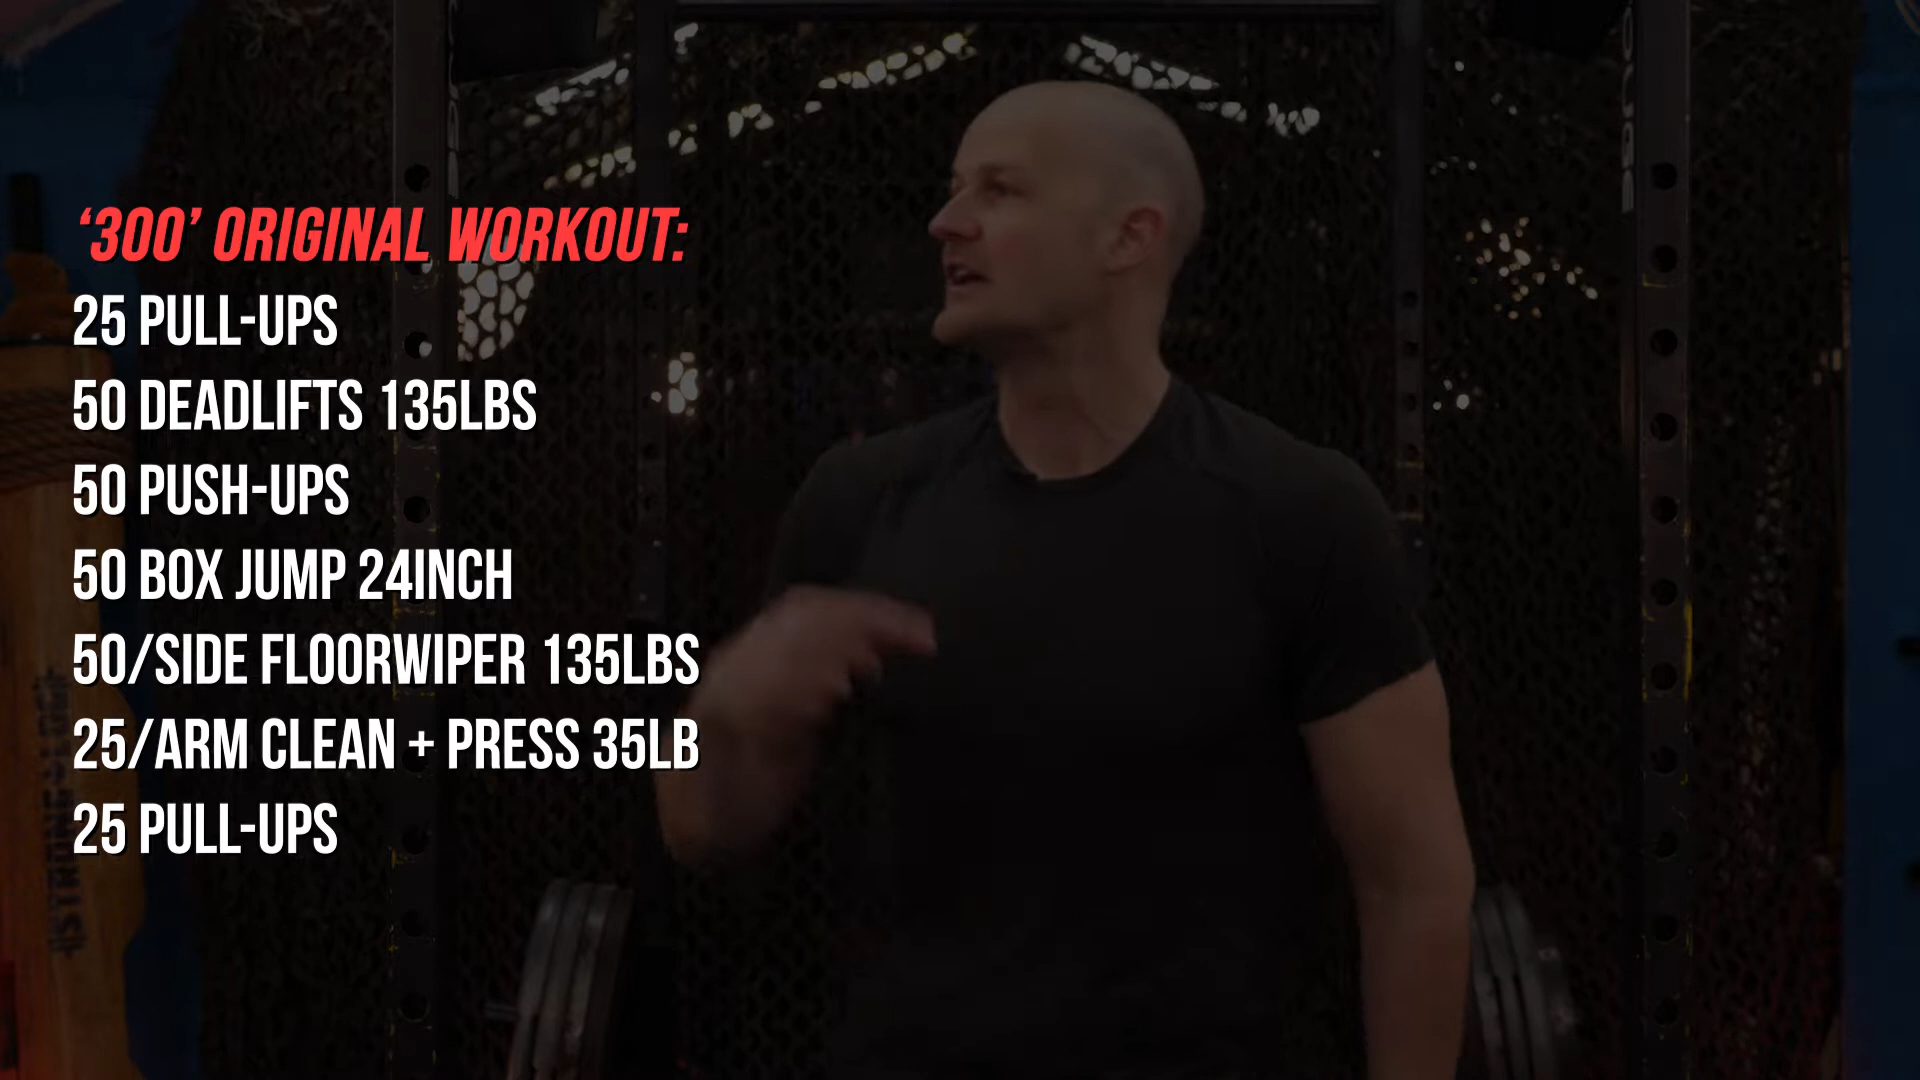 ‘300’ ORIGINAL WORKOUT:
25 PULL-UPS
50 DEADLIFTS 135LBS
50 PUSH-UPS
50 BOX JUMP 24INCH
50/SIDE FLOORWIPER 135LBS
25/ARM CLEAN + PRESS 35LB
25 PULL-UPS